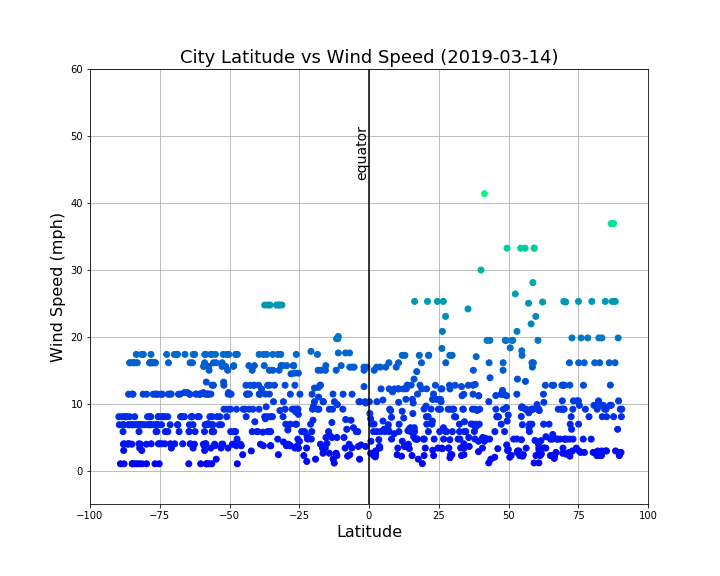 City Latitude vs Wind Speed (2019-03-14)
60
50
40
30
20
10
0
Wind Speed (mph)
equator
−100 −75 −50 −25 0 25 50 75 100
Latitude